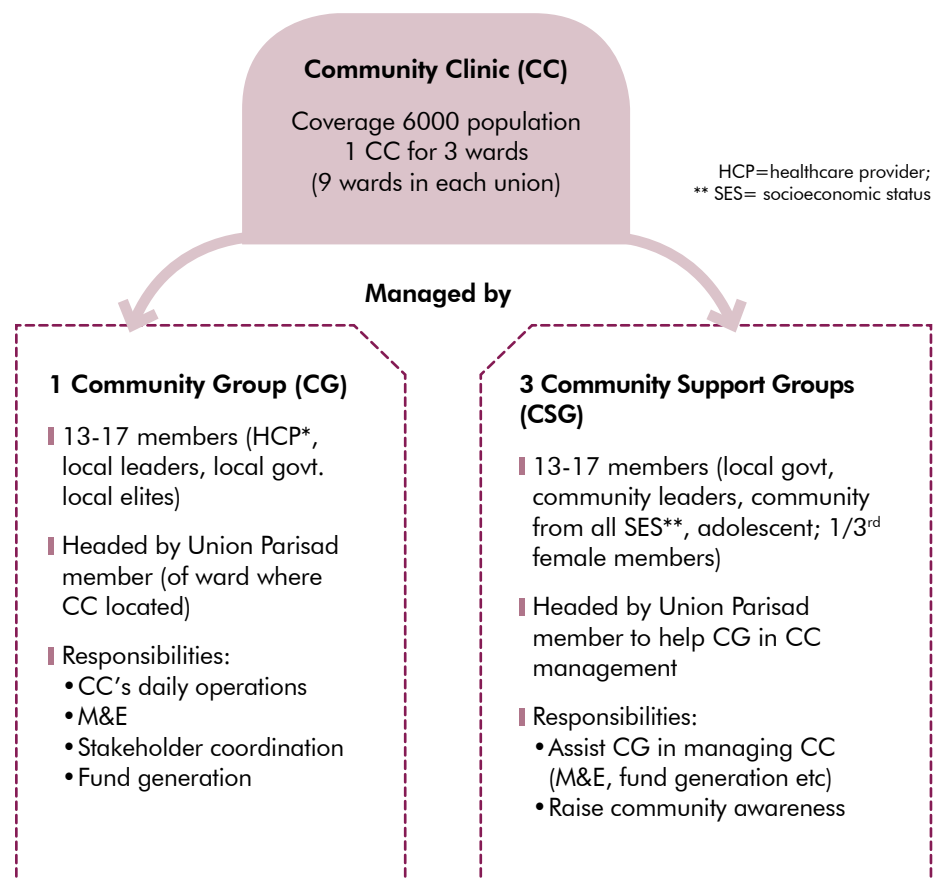 Community Clinic (CC)
Coverage 6000 population
1 CC for 3 wards
(9 wards in each union)
HCP=healthcare provider;
** SES= socioeconomic status
Managed by
1 Community Group (CG)
13-17 members (HCP*,
local leaders, local govt.
local elites)
Headed by Union Parisad
member (of ward where
CC located)
Responsibilities:
• CC’s daily operations
• M&E
• Stakeholder coordination
• Fund generation
3 Community Support Groups
(CSG)
13-17 members (local govt,
community leaders, community
from all SES**, adolescent; 1/3rd
female members)
Headed by Union Parisad
member to help CG in CC
management
Responsibilities:
• Assist CG in managing CC
(M&E, fund generation etc)
• Raise community awareness